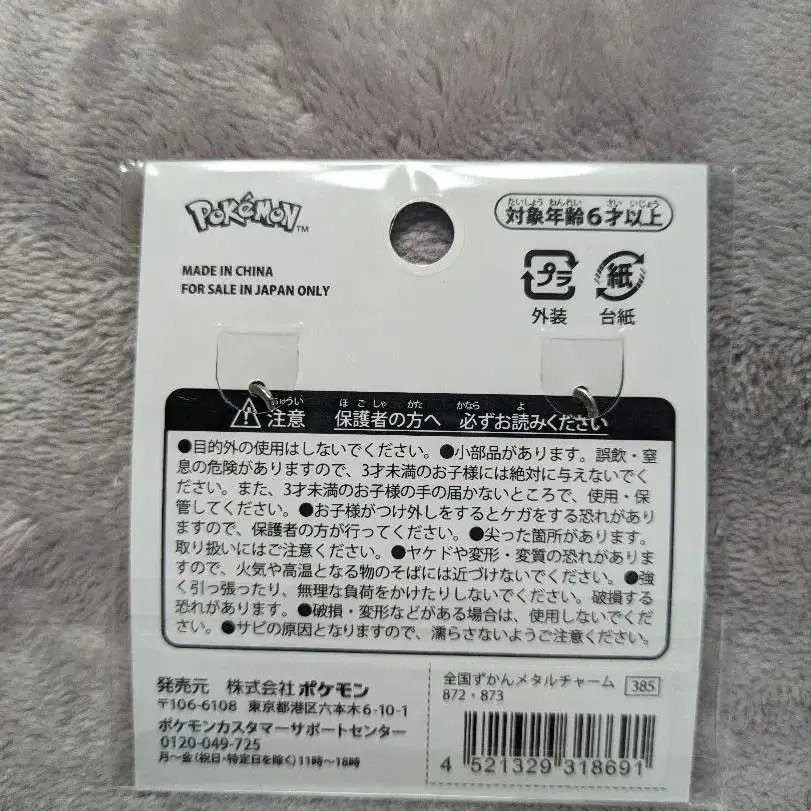 POKéMON™
たいしょう ねんれい さい いじょう
対象年齢6才以上
MADE IN CHINA
FOR SALE IN JAPAN ONLY
プラ 紙
外装 台紙
ちゅうい ほごしゃ かた かなら よ
注意 保護者の方へ 必ずお読みください
●目的外の使用はしないでください。●小部品があります。誤飲・窒
息の危険がありますので、3才未満のお子様には絶対に与えないでく
ださい。また、3才未満のお子様の手の届かないところで、使用・保
管してください。●お子様がつけ外しをするとケガをする恐れがあり
ますので、保護者の方が行ってください。●尖った箇所があります。
取り扱いにはご注意ください。●ヤケドや変形・変質の恐れがありま
すので、火気や高温となる物のそばには近づけないでください。●強
く引っ張ったり、無理な負荷をかけたりしないでください。破損する
恐れがあります。●破損・変形などがある場合は、使用しないでくだ
さい。●サビの原因となりますので、濡らさないようご注意ください。
発売元 株式会社 ポケモン
〒106-6108 東京都港区六本木6-10-1
ポケモンカスタマーサポートセンター
0120-049-725
月〜金(祝日・特定日を除く)11時〜18時
全国ずかんメタルチャーム 385
872・873
4 521329 318691